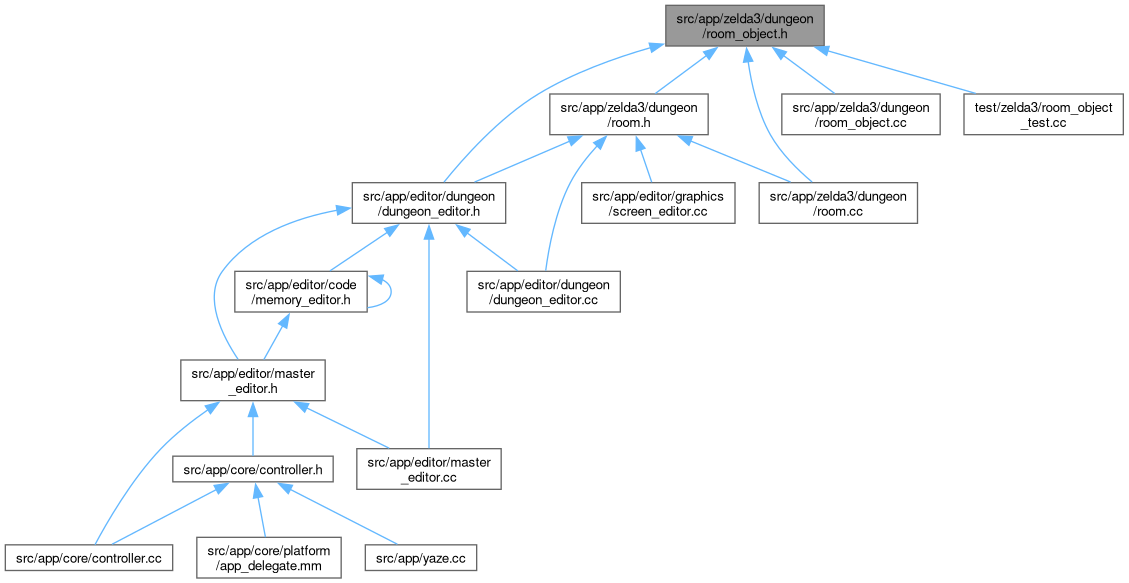 src/app/zelda3/dungeon
/room_object.h
src/app/zelda3/dungeon
/room.h
src/app/zelda3/dungeon
/room_object.cc
test/zelda3/room_object
_test.cc
src/app/editor/dungeon
/dungeon_editor.h
src/app/editor/graphics
/screen_editor.cc
src/app/zelda3/dungeon
/room.cc
src/app/editor/code
/memory_editor.h
src/app/editor/dungeon
/dungeon_editor.cc
src/app/editor/master
_editor.h
src/app/core/controller.h
src/app/editor/master
_editor.cc
src/app/core/controller.cc
src/app/core/platform
/app_delegate.mm
src/app/yaze.cc